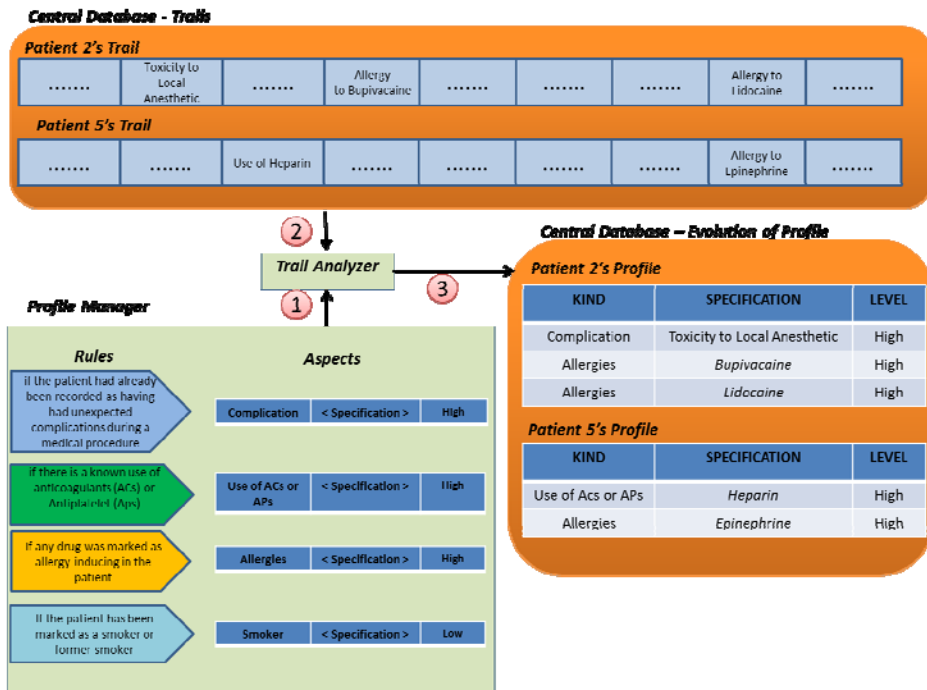 Central Database - Trails
Patient 2's Trail
.......
Toxicity to
Local
Anesthetic
.......
Allergy
to Bupivacaine
.......
.......
.......
Allergy to
Lidocaine
.......
Patient 5's Trail
.......
.......
Use of Heparin
.......
.......
.......
.......
Allergy to
Epinephrine
.......
2
Trail Analyzer
1
3
Central Database – Evolution of Profile
Patient 2's Profile
KIND SPECIFICATION LEVEL
Complication Toxicity to Local Anesthetic High
Allergies Bupivacaine High
Allergies Lidocaine High
Patient 5's Profile
KIND SPECIFICATION LEVEL
Use of Acs or APs Heparin High
Allergies Epinephrine High
Profile Manager
Rules
Aspects
if the patient had already
been recorded as having
had unexpected
complications during a
medical procedure
Complication < Specification > High
if there is a known use of
anticoagulants (ACs) or
Antiplatelet (Aps)
Use of ACs or
APs
< Specification > High
If any drug was marked as
allergy inducing in the
patient
Allergies < Specification > High
If the patient has been
marked as a smoker or
former smoker
Smoker < Specification > Low